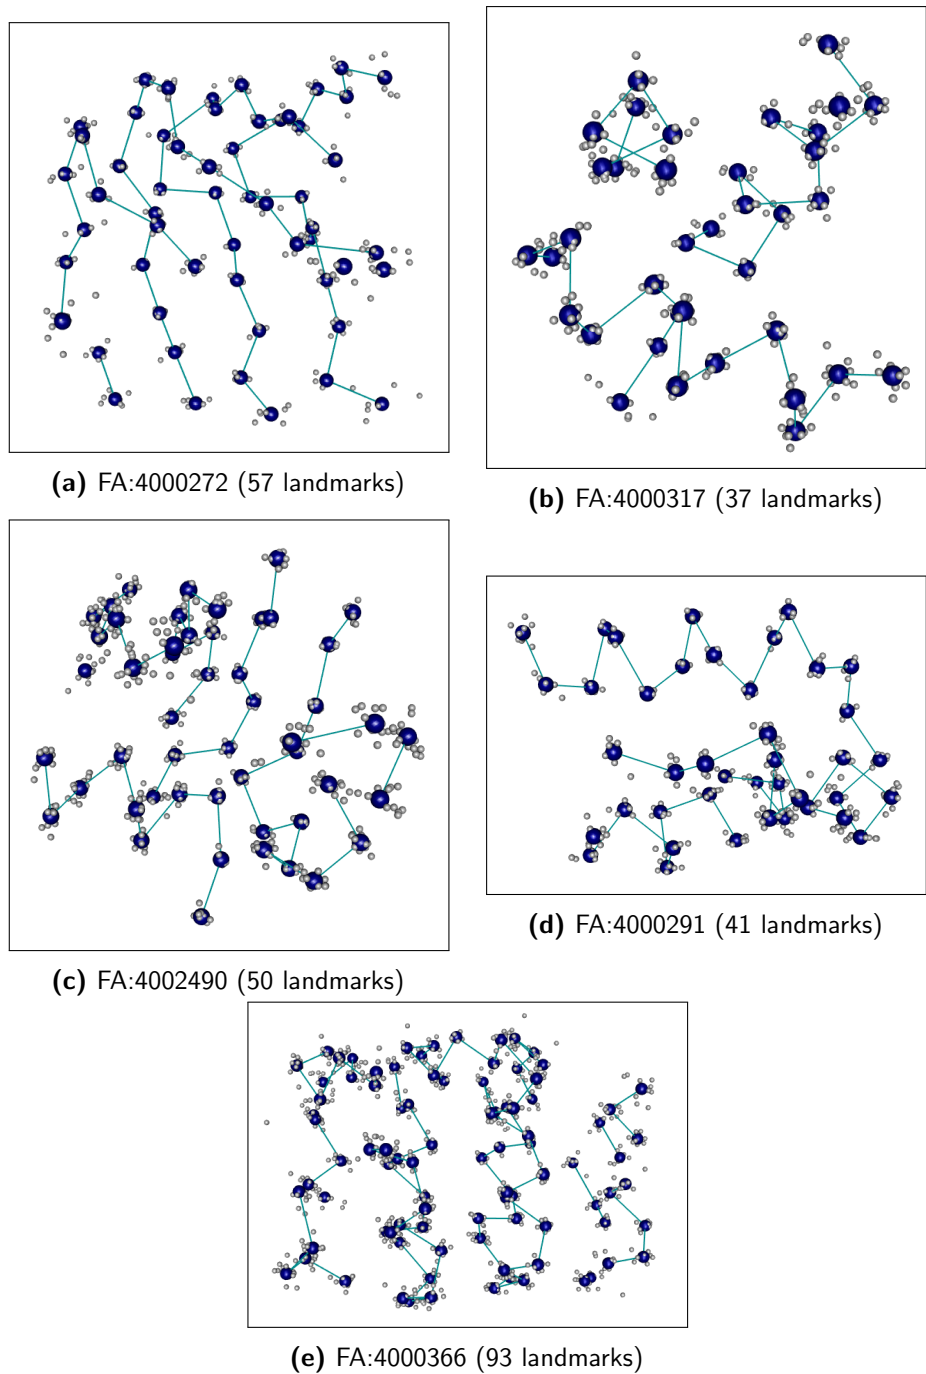 (a) FA:4000272 (57 landmarks)
(b) FA:4000317 (37 landmarks)
(c) FA:4002490 (50 landmarks)
(d) FA:4000291 (41 landmarks)
(e) FA:4000366 (93 landmarks)